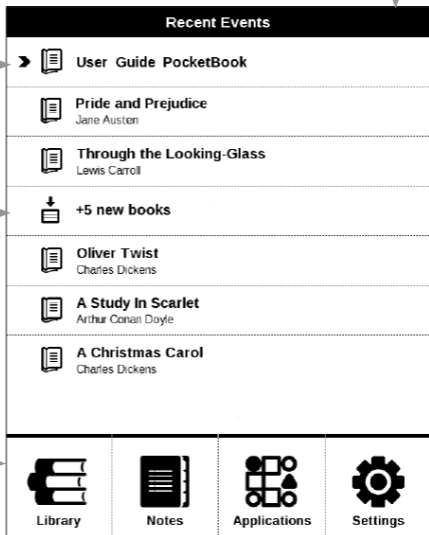 Recent Events
User Guide PocketBook
Pride and Prejudice
Jane Austen
Through the Looking-Glass
Lewis Carroll
+5 new books
Oliver Twist
Charles Dickens
A Study In Scarlet
Arthur Conan Doyle
A Christmas Carol
Charles Dickens
Library
Notes
Applications
Settings